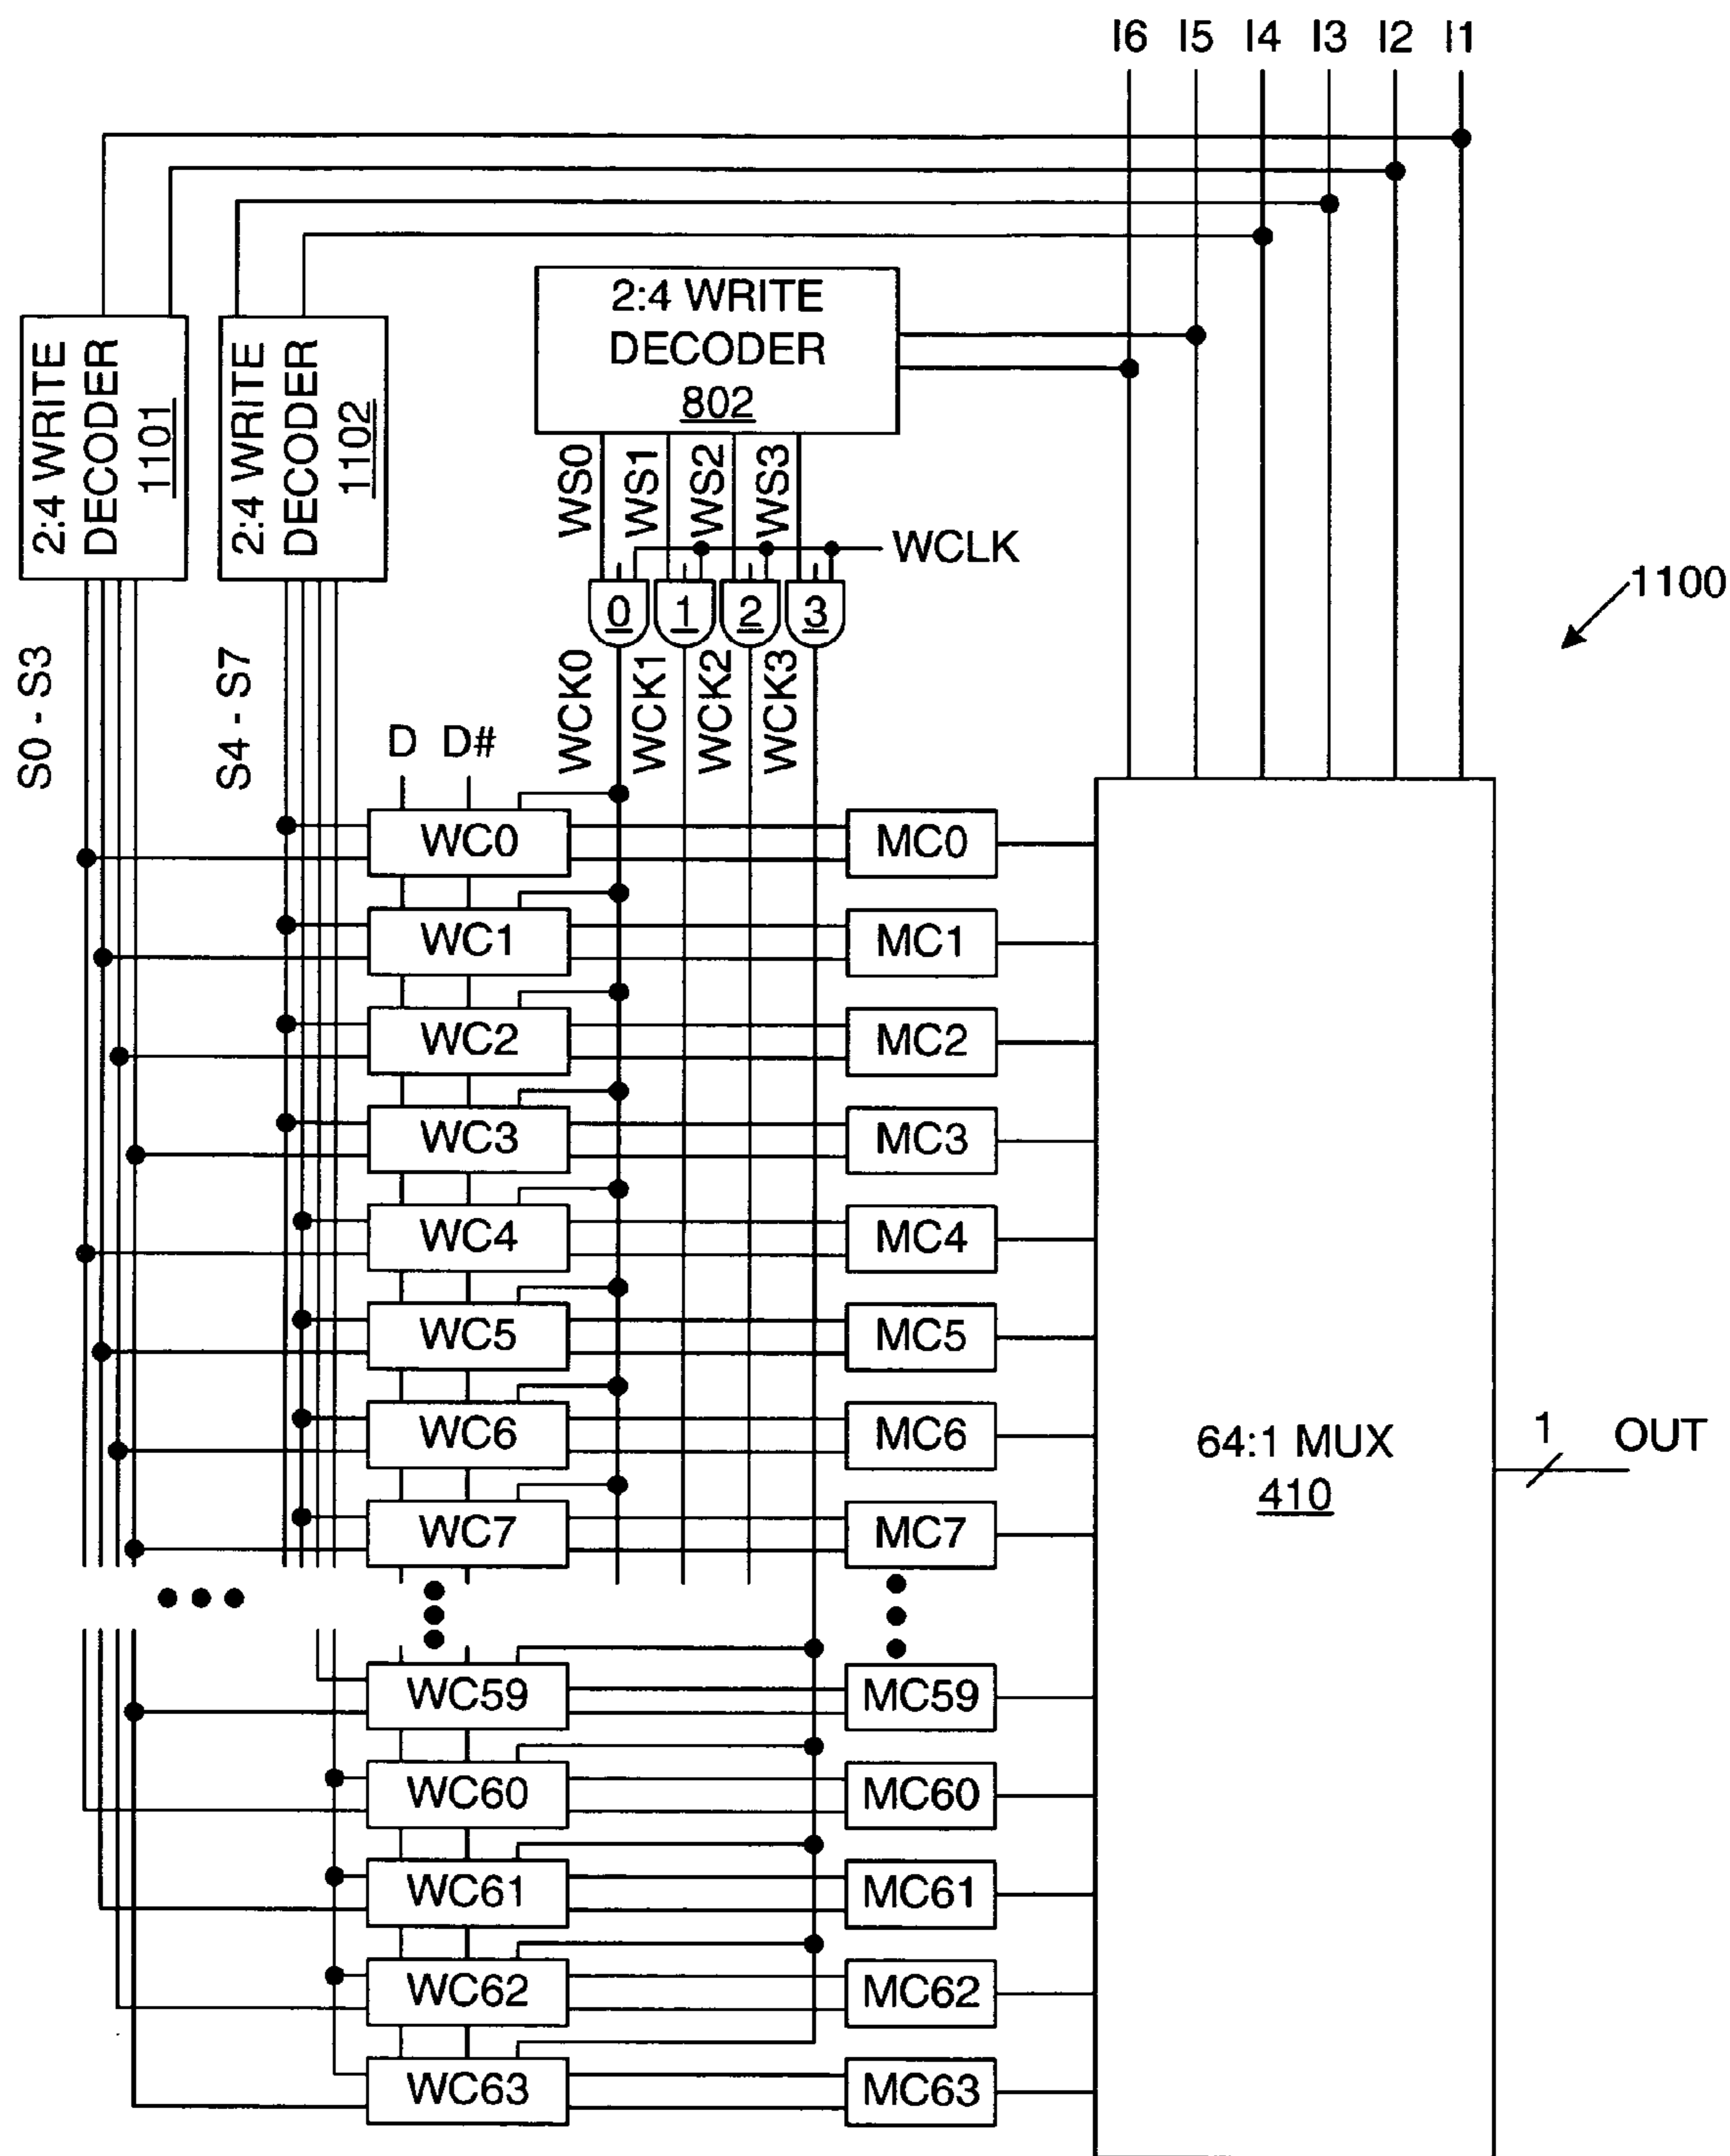 I6 I5 I4 I3 I2 I1
2:4 WRITE
DECODER
1101
2:4 WRITE
DECODER
1102
2:4 WRITE
DECODER
802
WS0
WS1
WS2
WS3
WCLK
0 1 2 3
1100
S0 - S3
S4 - S7
D D#
WCK0
WCK1
WCK2
WCK3
WC0 MC0
WC1 MC1
WC2 MC2
WC3 MC3
WC4 MC4
WC5 MC5
WC6 MC6
WC7 MC7
64:1 MUX
410
1 OUT
WC59 MC59
WC60 MC60
WC61 MC61
WC62 MC62
WC63 MC63